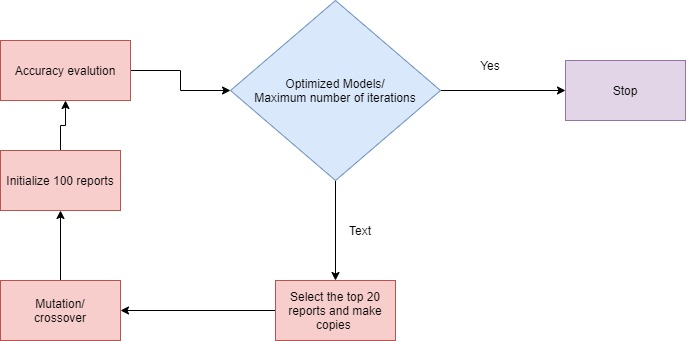 Accuracy evalution
Optimized Models/
Maximum number of iterations
Yes
Stop
Initialize 100 reports
Text
Mutation/
crossover
Select the top 20
reports and make
copies